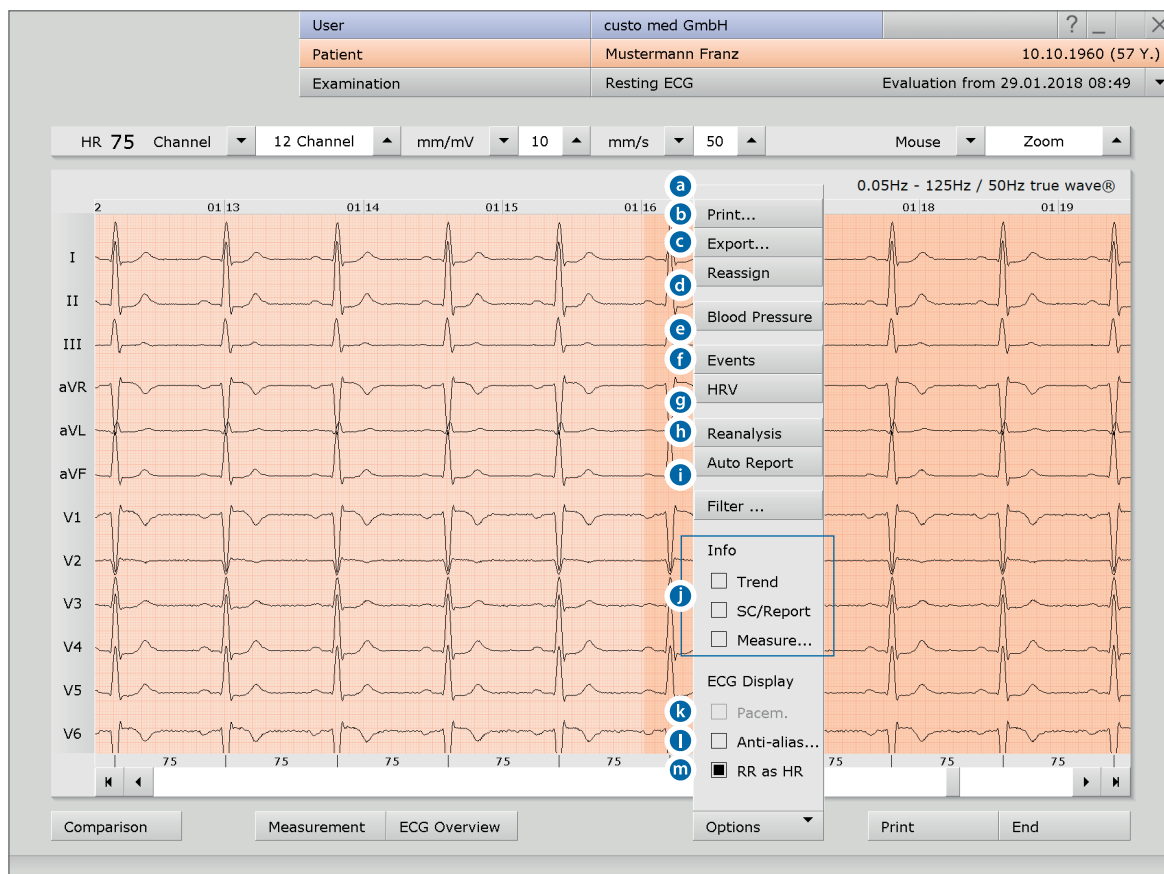 User custo med GmbH ? _ X
Patient Mustermann Franz 10.10.1960 (57 Y.)
Examination Resting ECG Evaluation from 29.01.2018 08:49
HR 75 Channel 12 Channel mm/mV 10 mm/s 50 Mouse Zoom
0.05Hz - 125Hz / 50Hz true wave®
2 01|13 01|14 01|15 01|16 01|18 01|19
a
b Print...
c Export...
Reassign
d
Blood Pressure
e
f Events
HRV
g
h Reanalysis
Auto Report
i
Filter ...
Info
Trend
j SC/Report
Measure...
ECG Display
k Pacem.
l Anti-alias...
m RR as HR
I
II
III
aVR
aVL
aVF
V1
V2
V3
V4
V5
V6
75 75 75 75 75 75 75 75
Comparison Measurement ECG Overview Options Print End